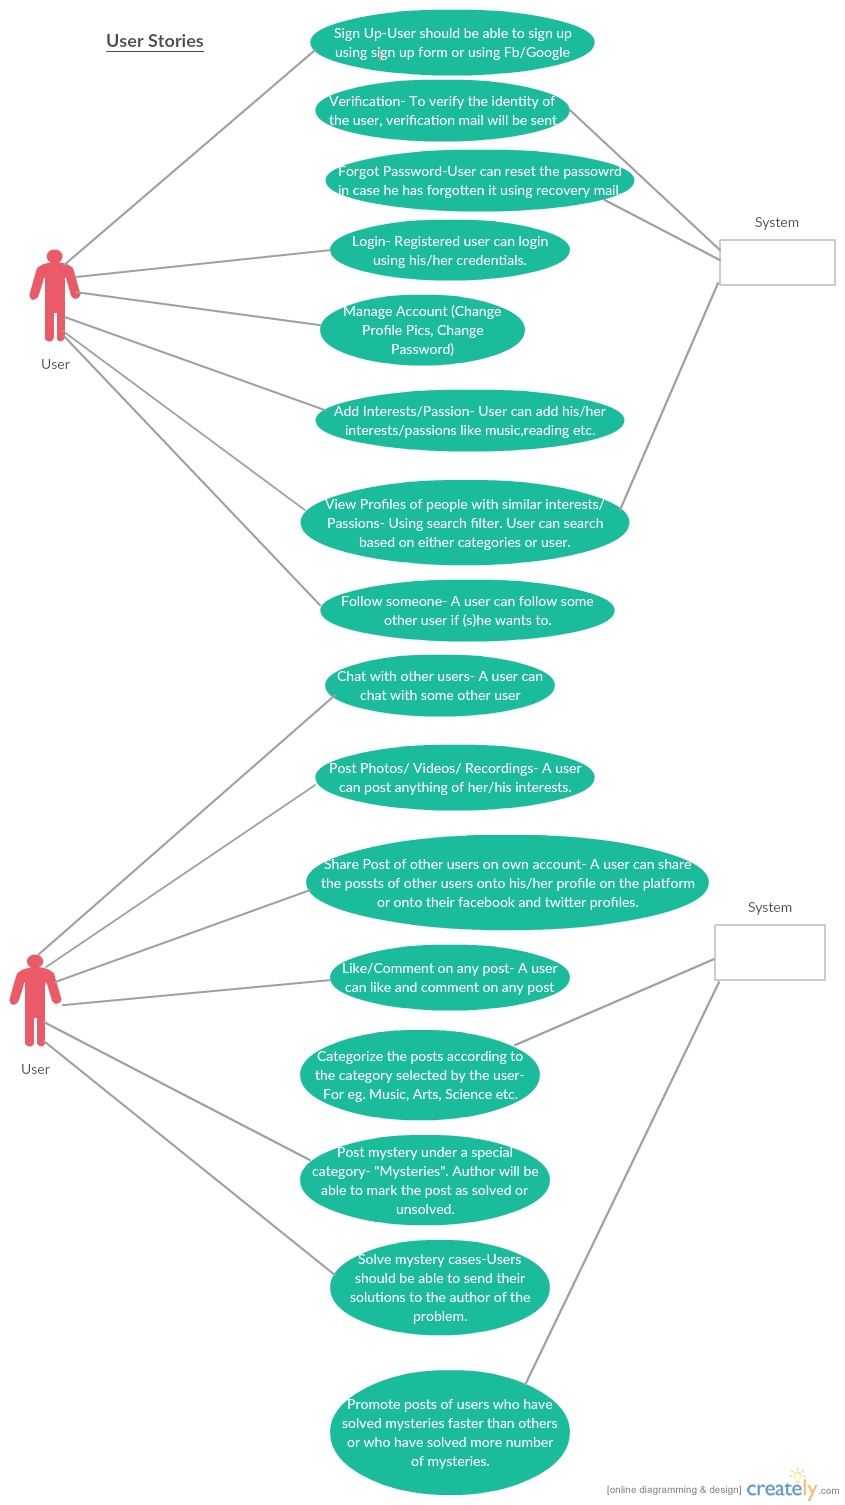 User Stories
Sign Up-User should be able to sign up
using sign up form or using Fb/Google
Verification- To verify the identity of
the user, verification mail will be sent
Forgot Password-User can reset the passowrd
in case he has forgotten it using recovery mail.
System
Login- Registered user can login
using his/her credentials.
Manage Account (Change
Profile Pics, Change
Password)
User
Add Interests/Passion- User can add his/her
interests/passions like music,reading etc.
View Profiles of people with similar interests/
Passions- Using search filter. User can search
based on either categories or user.
Follow someone- A user can follow some
other user if (s)he wants to.
Chat with other users- A user can
chat with some other user
Post Photos/ Videos/ Recordings- A user
can post anything of her/his interests.
Share Post of other users on own account- A user can share
the possts of other users onto his/her profile on the platform
or onto their facebook and twitter profiles.
System
Like/Comment on any post- A user
can like and comment on any post
Categorize the posts according to
the category selected by the user-
For eg. Music, Arts, Science etc.
User
Post mystery under a special
category- "Mysteries". Author will be
able to mark the post as solved or
unsolved.
Solve mystery cases-Users
should be able to send their
solutions to the author of the
problem.
Promote posts of users who have
solved mysteries faster than others
or who have solved more number
of mysteries.
[online diagramming & design] creately.com